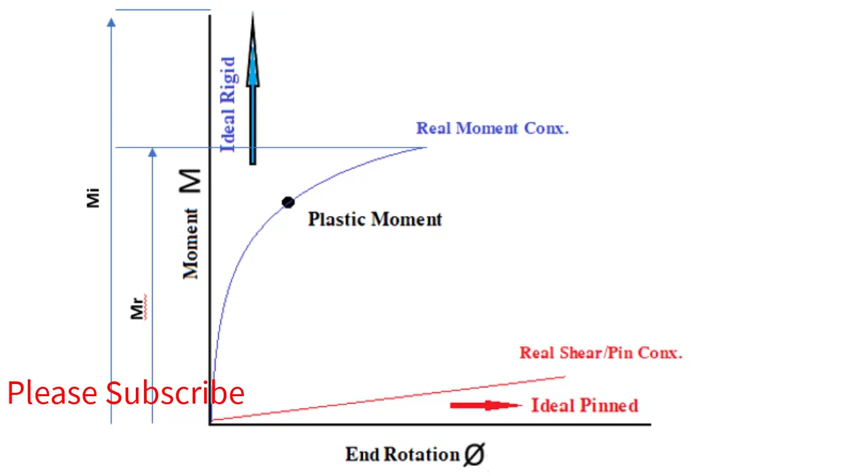 Ideal Rigid
Real Moment Conx.
Mi
Moment M
Plastic Moment
Mr
Real Shear/Pin Conx.
Please Subscribe
Ideal Pinned
End Rotation Ø